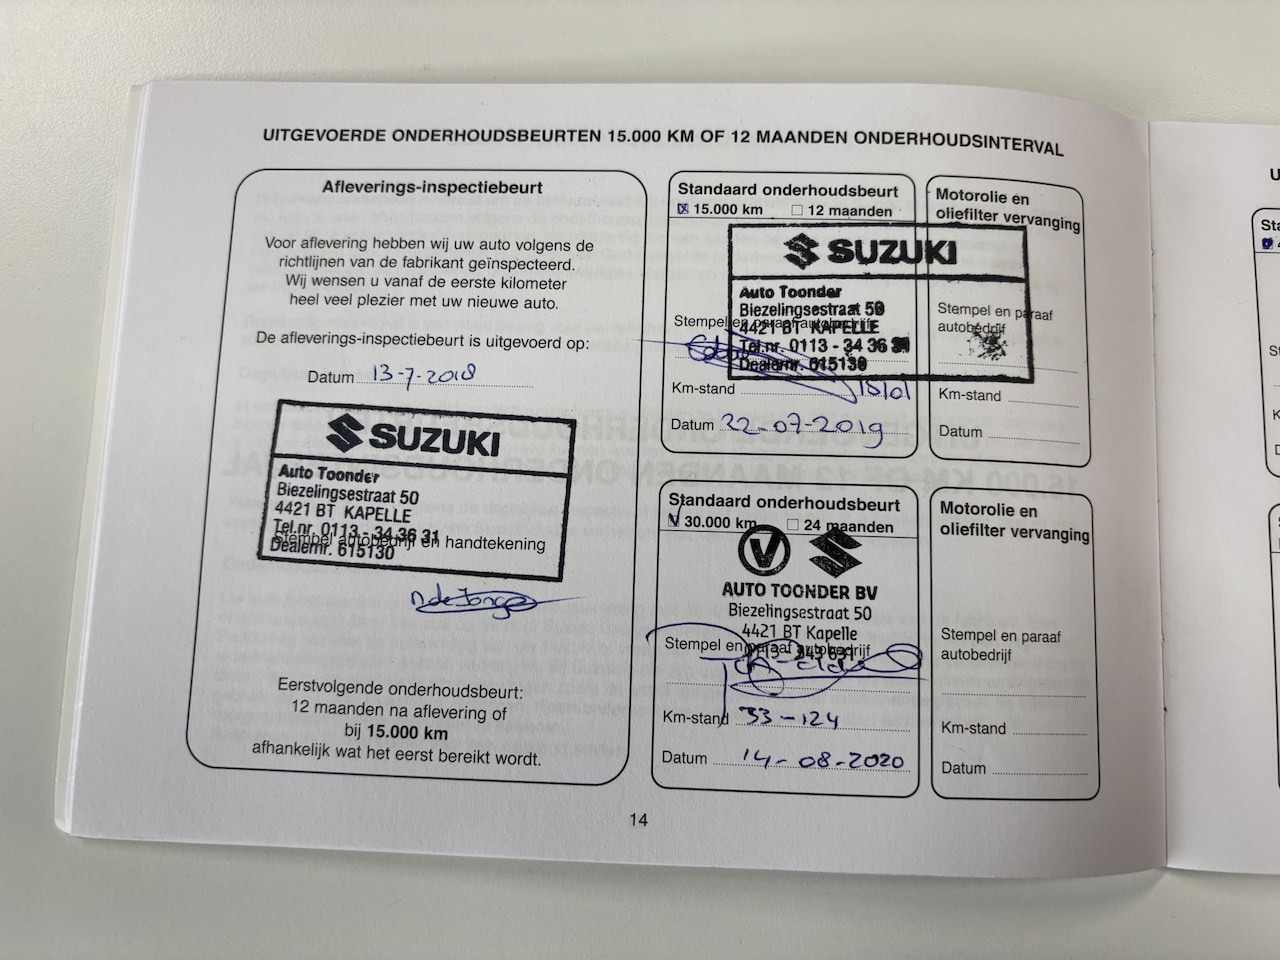 UITGEVOERDE ONDERHOUDSBEURTEN 15.000 KM OF 12 MAANDEN ONDERHOUDSINTERVAL
Afleverings-inspectiebeurt
Voor aflevering hebben wij uw auto volgens de
richtlijnen van de fabrikant geïnspecteerd.
Wij wensen u vanaf de eerste kilometer
heel veel plezier met uw nieuwe auto.
De afleverings-inspectiebeurt is uitgevoerd op:
Datum 13-7-2018
SUZUKI
Auto Toonder
Biezelingsestraat 50
4421 BT KAPELLE
Tel.nr. 0113 - 34 36 31
Stempel autobedrijf en handtekening
Dealernr. 615130
Eerstvolgende onderhoudsbeurt:
12 maanden na aflevering of
bij 15.000 km
afhankelijk wat het eerst bereikt wordt.
Standaard onderhoudsbeurt
15.000 km 12 maanden
SUZUKI
Auto Toonder
Biezelingsestraat 50
Stempel en paraaf autobedrijf
4421 BT KAPELLE
Tel.nr. 0113 - 34 36 31
Dealernr. 615130
Km-stand
Datum 22-07-2019
Motorolie en
oliefilter vervanging
Stempel en paraaf
autobedrijf
Km-stand
Datum
Standaard onderhoudsbeurt
30.000 km 24 maanden
AUTO TOONDER BV
Biezelingsestraat 50
4421 BT Kapelle
Stempel en paraaf autobedrijf
Km-stand 33-124
Datum 14-08-2020
Motorolie en
oliefilter vervanging
Stempel en paraaf
autobedrijf
Km-stand
Datum
14